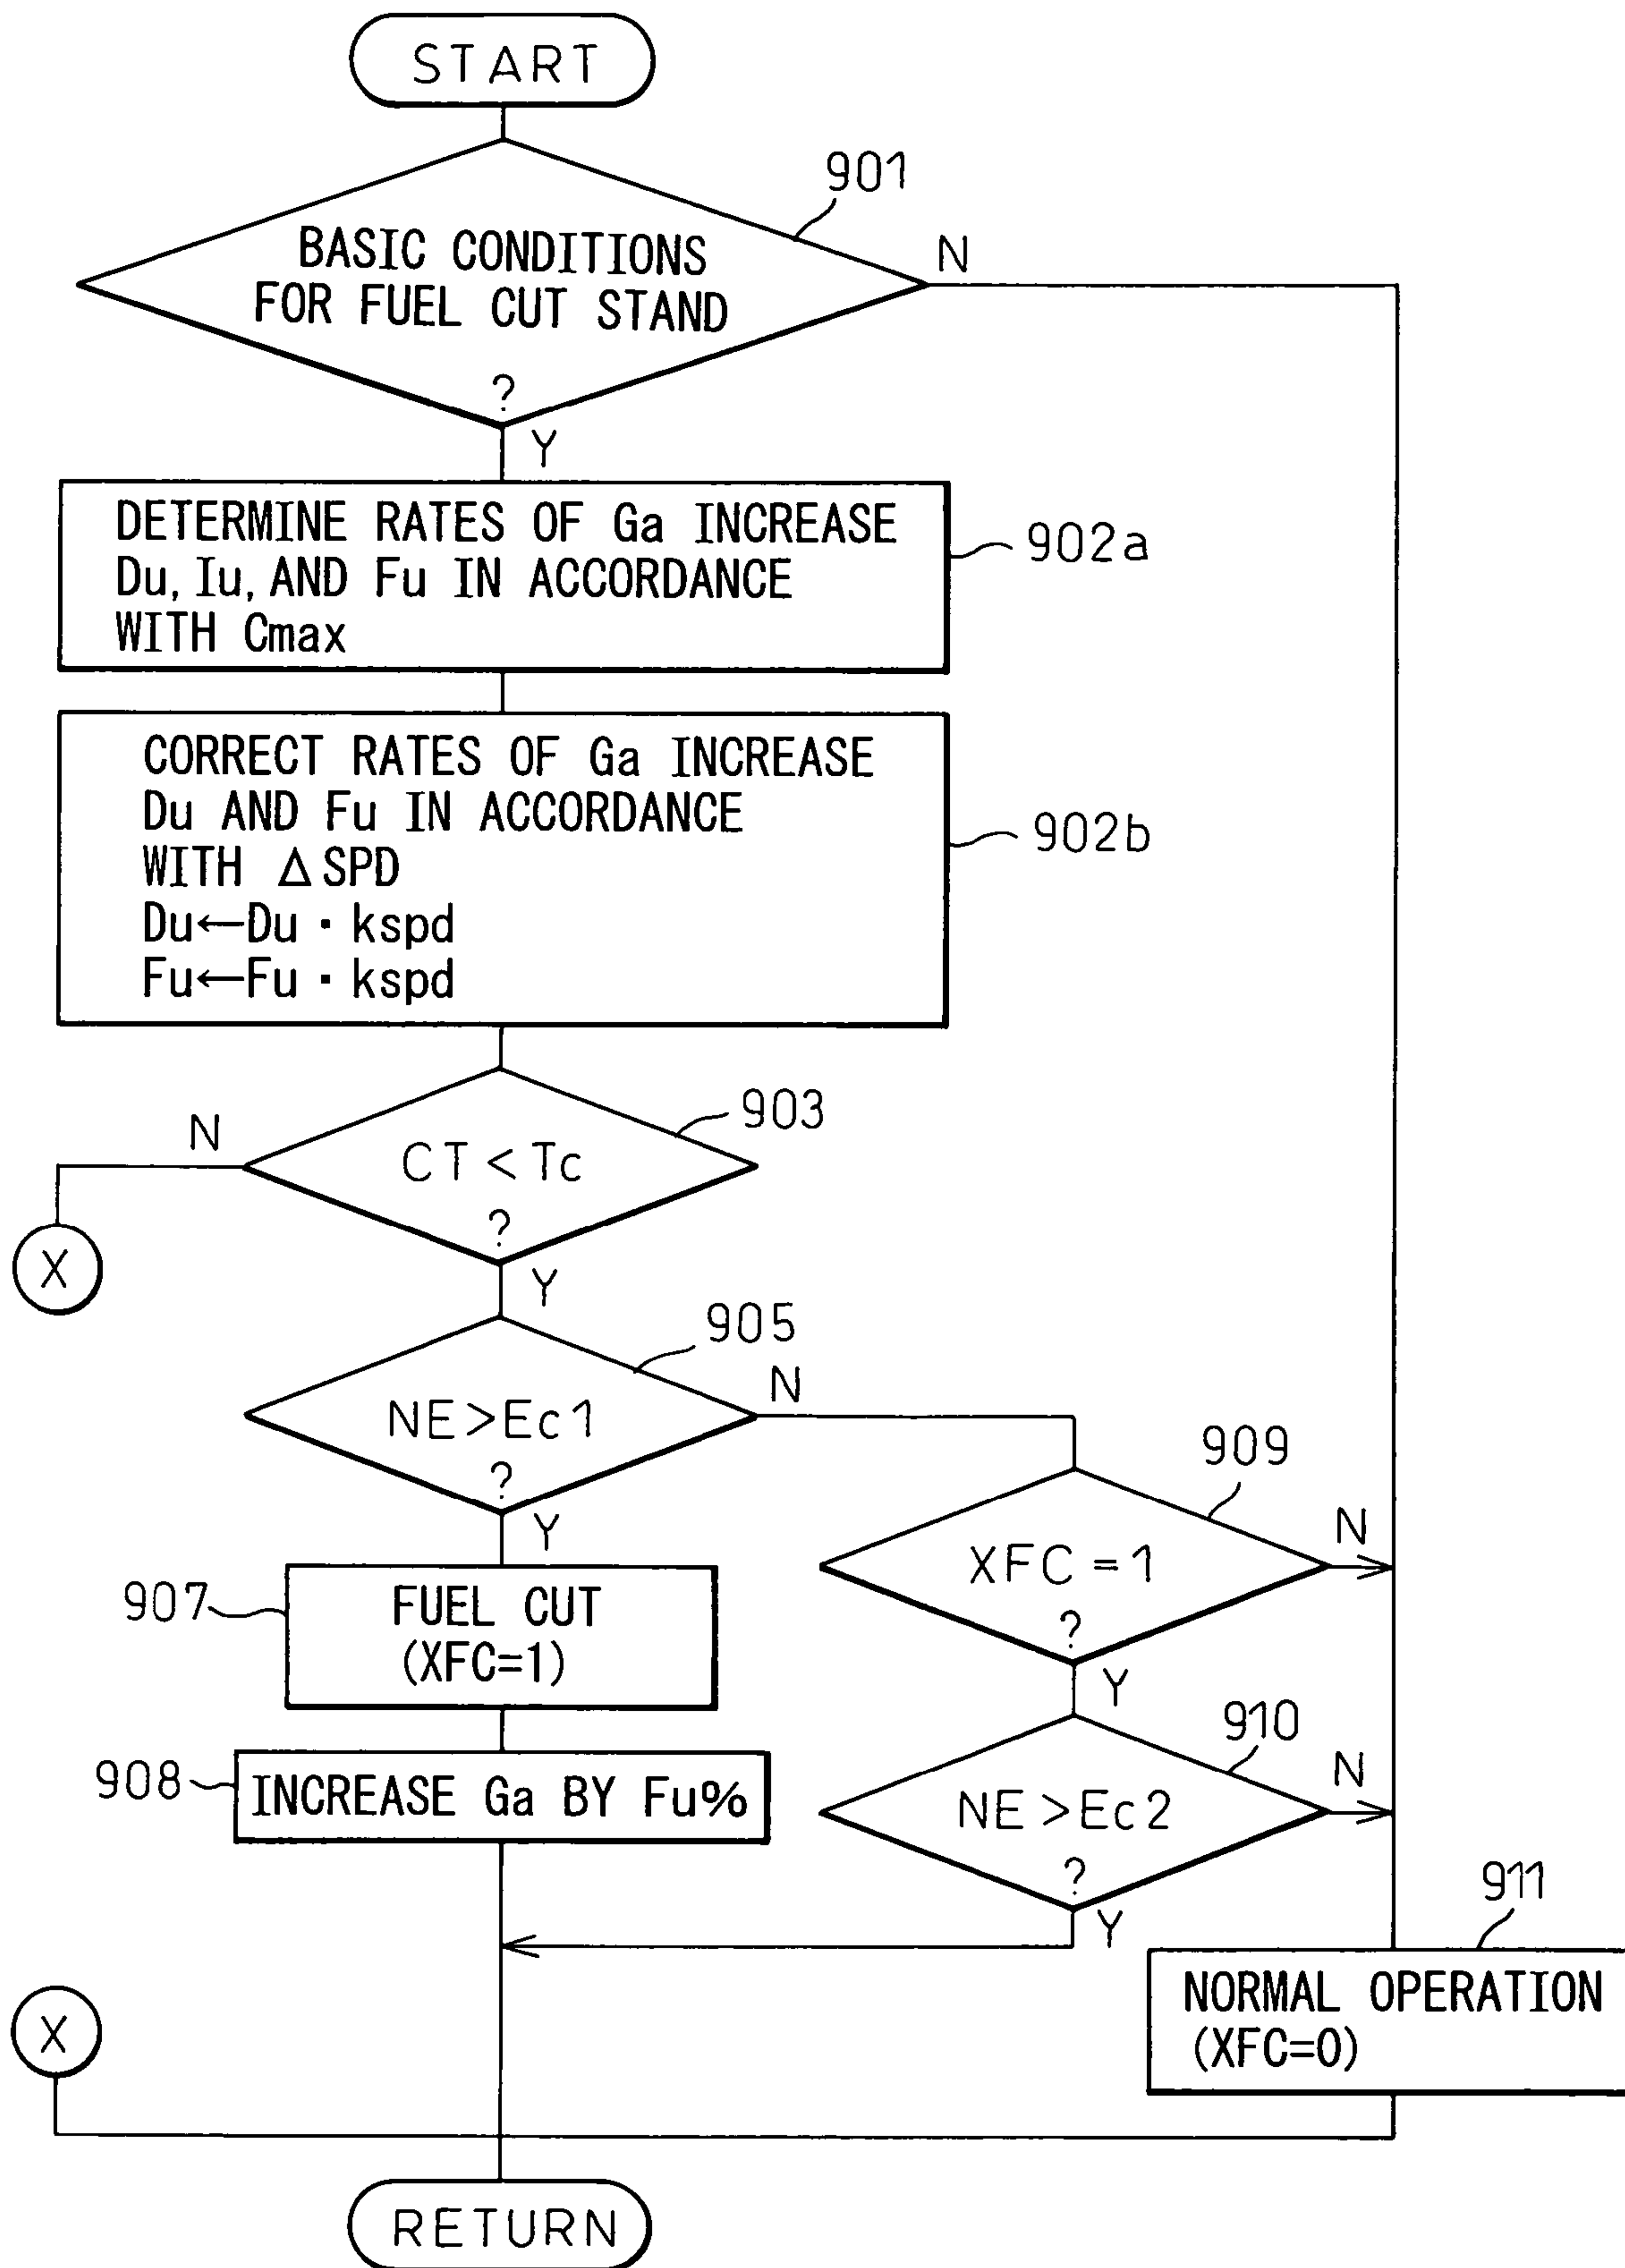 START
901
BASIC CONDITIONS
FOR FUEL CUT STAND
?
N
Y
DETERMINE RATES OF Ga INCREASE
Du, Iu, AND Fu IN ACCORDANCE
WITH Cmax
902a
CORRECT RATES OF Ga INCREASE
Du AND Fu IN ACCORDANCE
WITH ΔSPD
Du←Du・kspd
Fu←Fu・kspd
902b
903
N
CT<Tc
?
X
Y
905
NE>Ec1
?
N
Y
909
XFC=1
?
N
Y
907
FUEL CUT
(XFC=1)
908
INCREASE Ga BY Fu%
910
NE>Ec2
?
N
Y
911
NORMAL OPERATION
(XFC=0)
X
RETURN